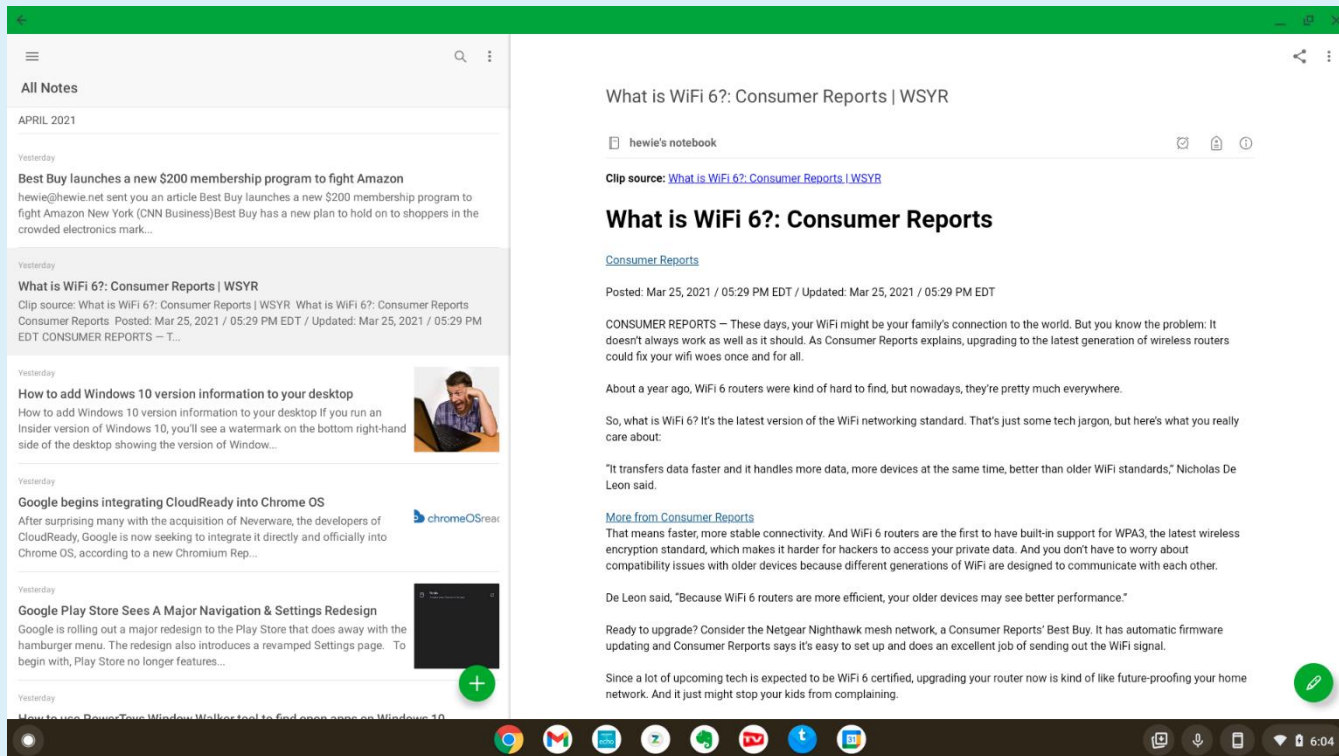 All Notes
APRIL 2021
Yesterday
Best Buy launches a new $200 membership program to fight Amazon
hewie@hewie.net sent you an article Best Buy launches a new $200 membership program to
fight Amazon New York (CNN Business)Best Buy has a new plan to hold on to shoppers in the
crowded electronics mark...
Yesterday
What is WiFi 6?: Consumer Reports | WSYR
Clip source: What is WiFi 6?: Consumer Reports | WSYR What is WiFi 6?: Consumer Reports
Consumer Reports Posted: Mar 25, 2021 / 05:29 PM EDT / Updated: Mar 25, 2021 / 05:29 PM
EDT CONSUMER REPORTS — T...
Yesterday
How to add Windows 10 version information to your desktop
How to add Windows 10 version information to your desktop If you run an
Insider version of Windows 10, you'll see a watermark on the bottom right-hand
side of the desktop showing the version of Window...
Yesterday
Google begins integrating CloudReady into Chrome OS
After surprising many with the acquisition of Neverware, the developers of
CloudReady, Google is now seeking to integrate it directly and officially into
Chrome OS, according to a new Chromium Rep...
chromeOSreac
Yesterday
Google Play Store Sees A Major Navigation & Settings Redesign
Google is rolling out a major redesign to the Play Store that does away with the
hamburger menu. The redesign also introduces a revamped Settings page. To
begin with, Play Store no longer features...
Yesterday
How to use PowerToys Window Walker tool to find open apps on Windows 10
What is WiFi 6?: Consumer Reports | WSYR
hewie's notebook
Clip source: What is WiFi 6?: Consumer Reports | WSYR
What is WiFi 6?: Consumer Reports
Consumer Reports
Posted: Mar 25, 2021 / 05:29 PM EDT / Updated: Mar 25, 2021 / 05:29 PM EDT
CONSUMER REPORTS — These days, your WiFi might be your family's connection to the world. But you know the problem: It
doesn't always work as well as it should. As Consumer Reports explains, upgrading to the latest generation of wireless routers
could fix your wifi woes once and for all.
About a year ago, WiFi 6 routers were kind of hard to find, but nowadays, they're pretty much everywhere.
So, what is WiFi 6? It's the latest version of the WiFi networking standard. That's just some tech jargon, but here's what you really
care about:
"It transfers data faster and it handles more data, more devices at the same time, better than older WiFi standards," Nicholas De
Leon said.
More from Consumer Reports
That means faster, more stable connectivity. And WiFi 6 routers are the first to have built-in support for WPA3, the latest wireless
encryption standard, which makes it harder for hackers to access your private data. And you don't have to worry about
compatibility issues with older devices because different generations of WiFi are designed to communicate with each other.
De Leon said, "Because WiFi 6 routers are more efficient, your older devices may see better performance."
Ready to upgrade? Consider the Netgear Nighthawk mesh network, a Consumer Reports' Best Buy. It has automatic firmware
updating and Consumer Rerports says it's easy to set up and does an excellent job of sending out the WiFi signal.
Since a lot of upcoming tech is expected to be WiFi 6 certified, upgrading your router now is kind of like future-proofing your home
network. And it just might stop your kids from complaining.
echo
Z
TV
t
31
6:04